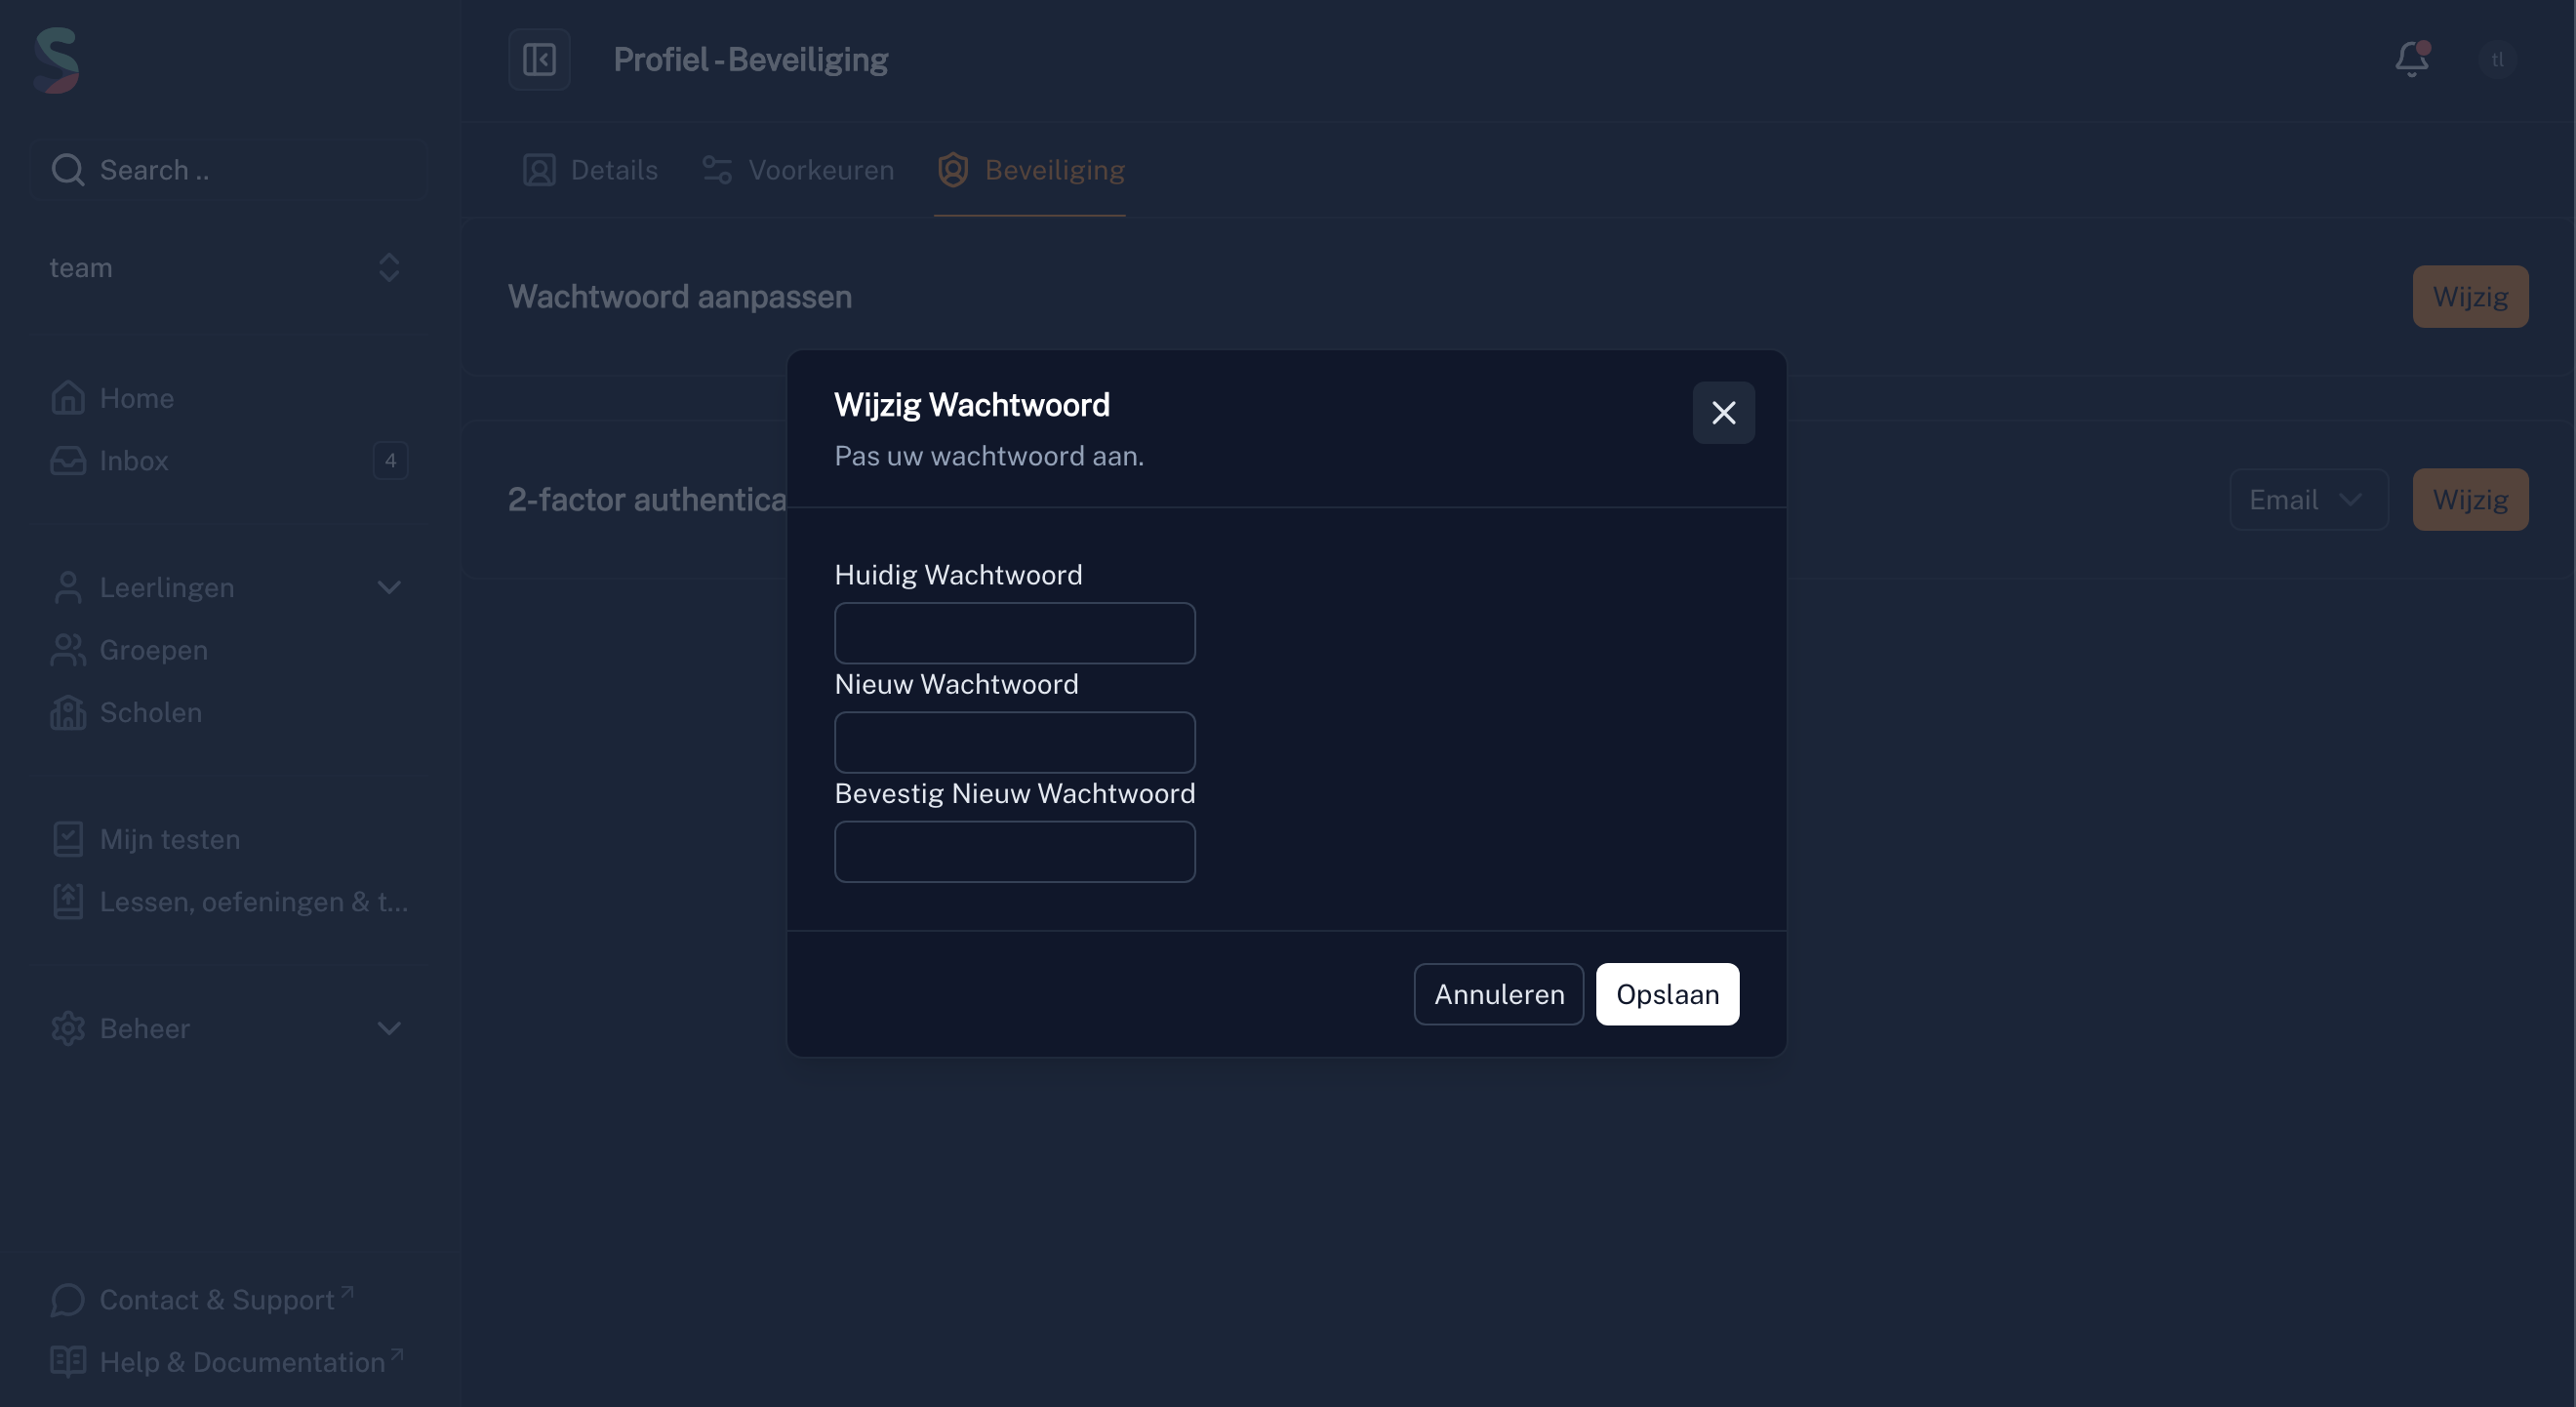 Profiel - Beveiliging
tl
Search ..
team
Home
Inbox
4
Leerlingen
Groepen
Scholen
Mijn testen
Lessen, oefeningen & t...
Beheer
Contact & Support
Help & Documentation
Details
Voorkeuren
Beveiliging
Wachtwoord aanpassen
Wijzig
2-factor authentica
Email
Wijzig
Wijzig Wachtwoord
Pas uw wachtwoord aan.
Huidig Wachtwoord
Nieuw Wachtwoord
Bevestig Nieuw Wachtwoord
Annuleren
Opslaan